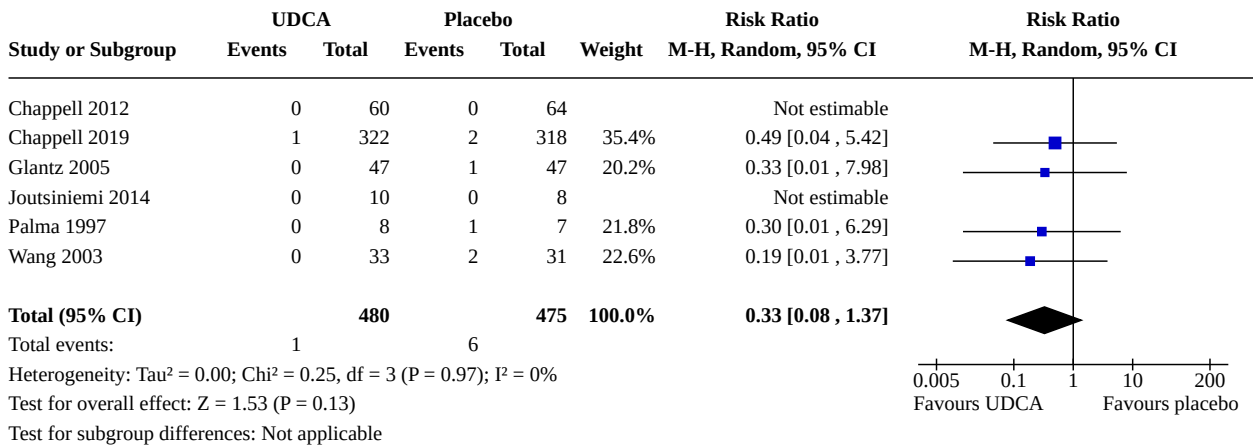 UDCA Placebo Risk Ratio Risk Ratio
Study or Subgroup Events Total Events Total Weight M-H, Random, 95% CI M-H, Random, 95% CI
Chappell 2012 0 60 0 64 Not estimable
Chappell 2019 1 322 2 318 35.4% 0.49 [0.04 , 5.42]
Glantz 2005 0 47 1 47 20.2% 0.33 [0.01 , 7.98]
Joutsiniemi 2014 0 10 0 8 Not estimable
Palma 1997 0 8 1 7 21.8% 0.30 [0.01 , 6.29]
Wang 2003 0 33 2 31 22.6% 0.19 [0.01 , 3.77]
Total (95% CI) 480 475 100.0% 0.33 [0.08 , 1.37]
Total events: 1 6
Heterogeneity: Tau² = 0.00; Chi² = 0.25, df = 3 (P = 0.97); I² = 0%
Test for overall effect: Z = 1.53 (P = 0.13)
Test for subgroup differences: Not applicable
0.005 0.1 1 10 200
Favours UDCA Favours placebo